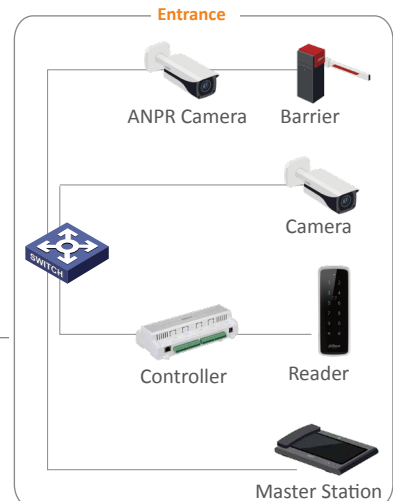 Entrance
ANPR Camera
Barrier
Camera
SWITCH
Controller
Reader
Master Station